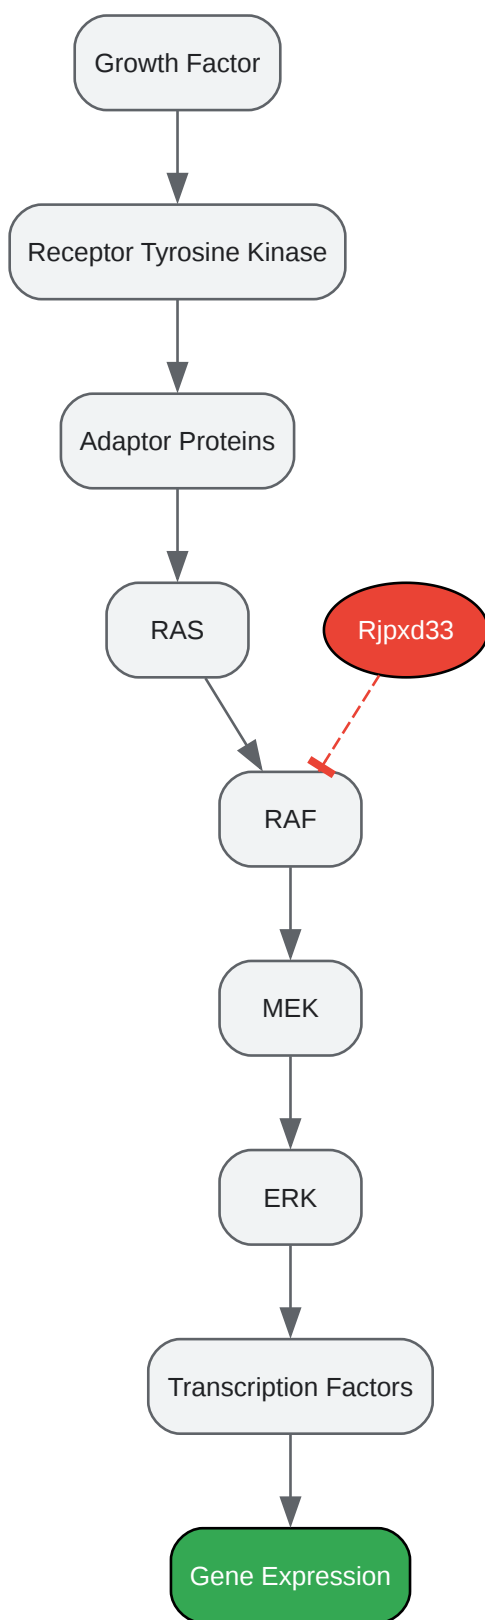 Growth Factor
Receptor Tyrosine Kinase
Adaptor Proteins
RAS
Rjpxd33
RAF
MEK
ERK
Transcription Factors
Gene Expression